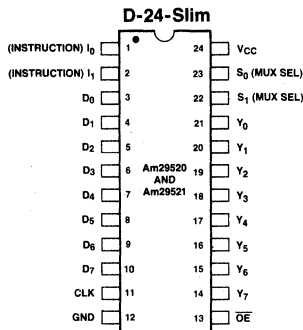 D-24-Slim
(INSTRUCTION) I0 1 24 VCC
(INSTRUCTION) I1 2 23 S0 (MUX SEL)
D0 3 22 S1 (MUX SEL)
D1 4 21 Y0
D2 5 20 Y1
D3 6 Am29520 19 Y2
AND
D4 7 Am29521 18 Y3
D5 8 17 Y4
D6 9 16 Y5
D7 10 15 Y6
CLK 11 14 Y7
GND 12 13 OE